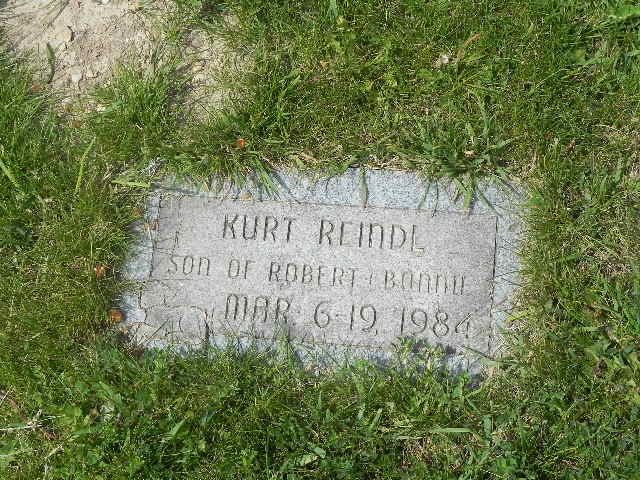 KURT REINDL
SON OF ROBERT & BONNIE
MAR 6-19, 1984